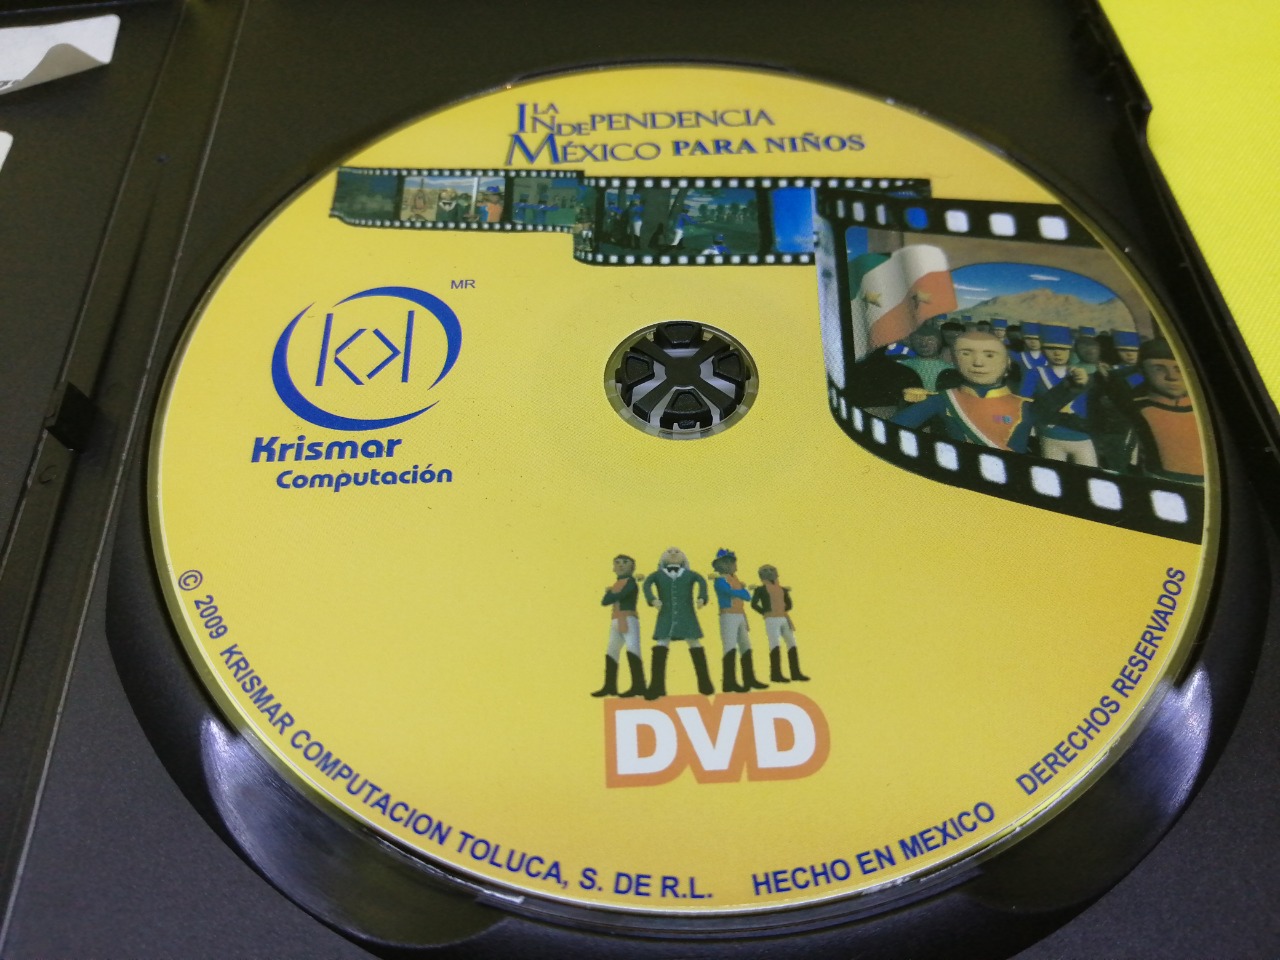 LA
INDEPENDENCIA
DE
MÉXICO PARA NIÑOS
MR
Krismar
Computación
DVD
© 2009 KRISMAR COMPUTACION TOLUCA, S. DE R.L. HECHO EN MEXICO DERECHOS RESERVADOS